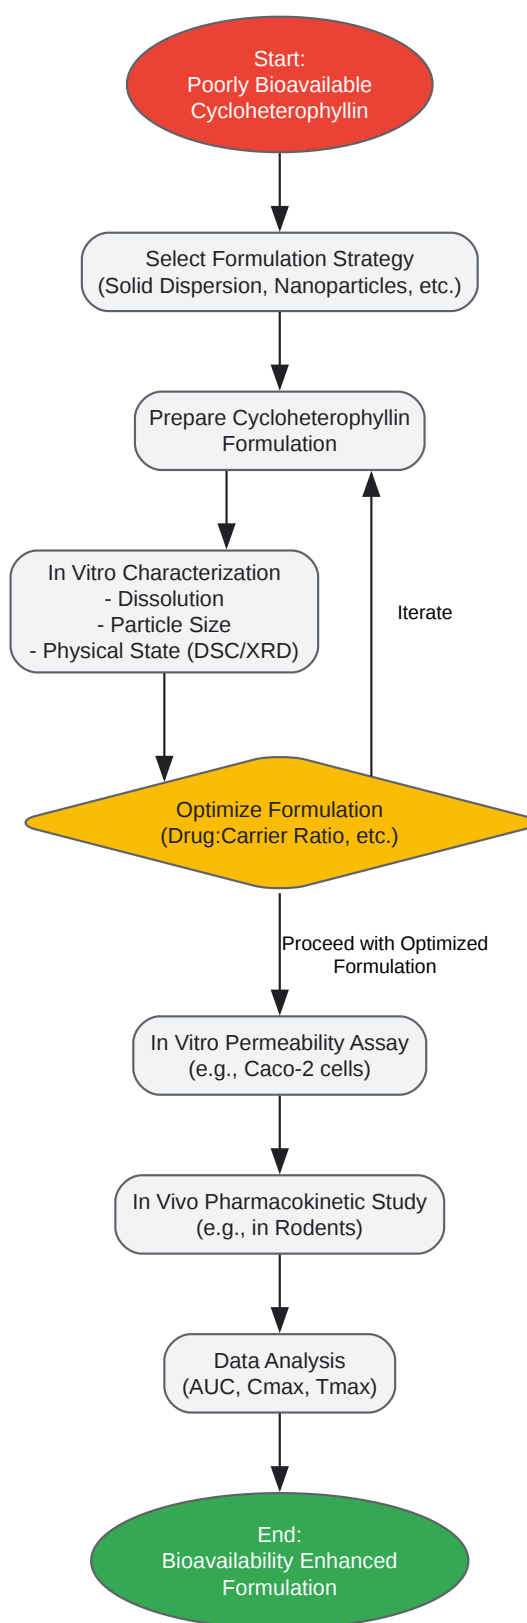 Start:
Poorly Bioavailable
Cycloheterophyllin
Select Formulation Strategy
(Solid Dispersion, Nanoparticles, etc.)
Prepare Cycloheterophyllin
Formulation
In Vitro Characterization
- Dissolution
- Particle Size
- Physical State (DSC/XRD)
Iterate
Optimize Formulation
(Drug:Carrier Ratio, etc.)
Proceed with Optimized
Formulation
In Vitro Permeability Assay
(e.g., Caco-2 cells)
In Vivo Pharmacokinetic Study
(e.g., in Rodents)
Data Analysis
(AUC, Cmax, Tmax)
End:
Bioavailability Enhanced
Formulation